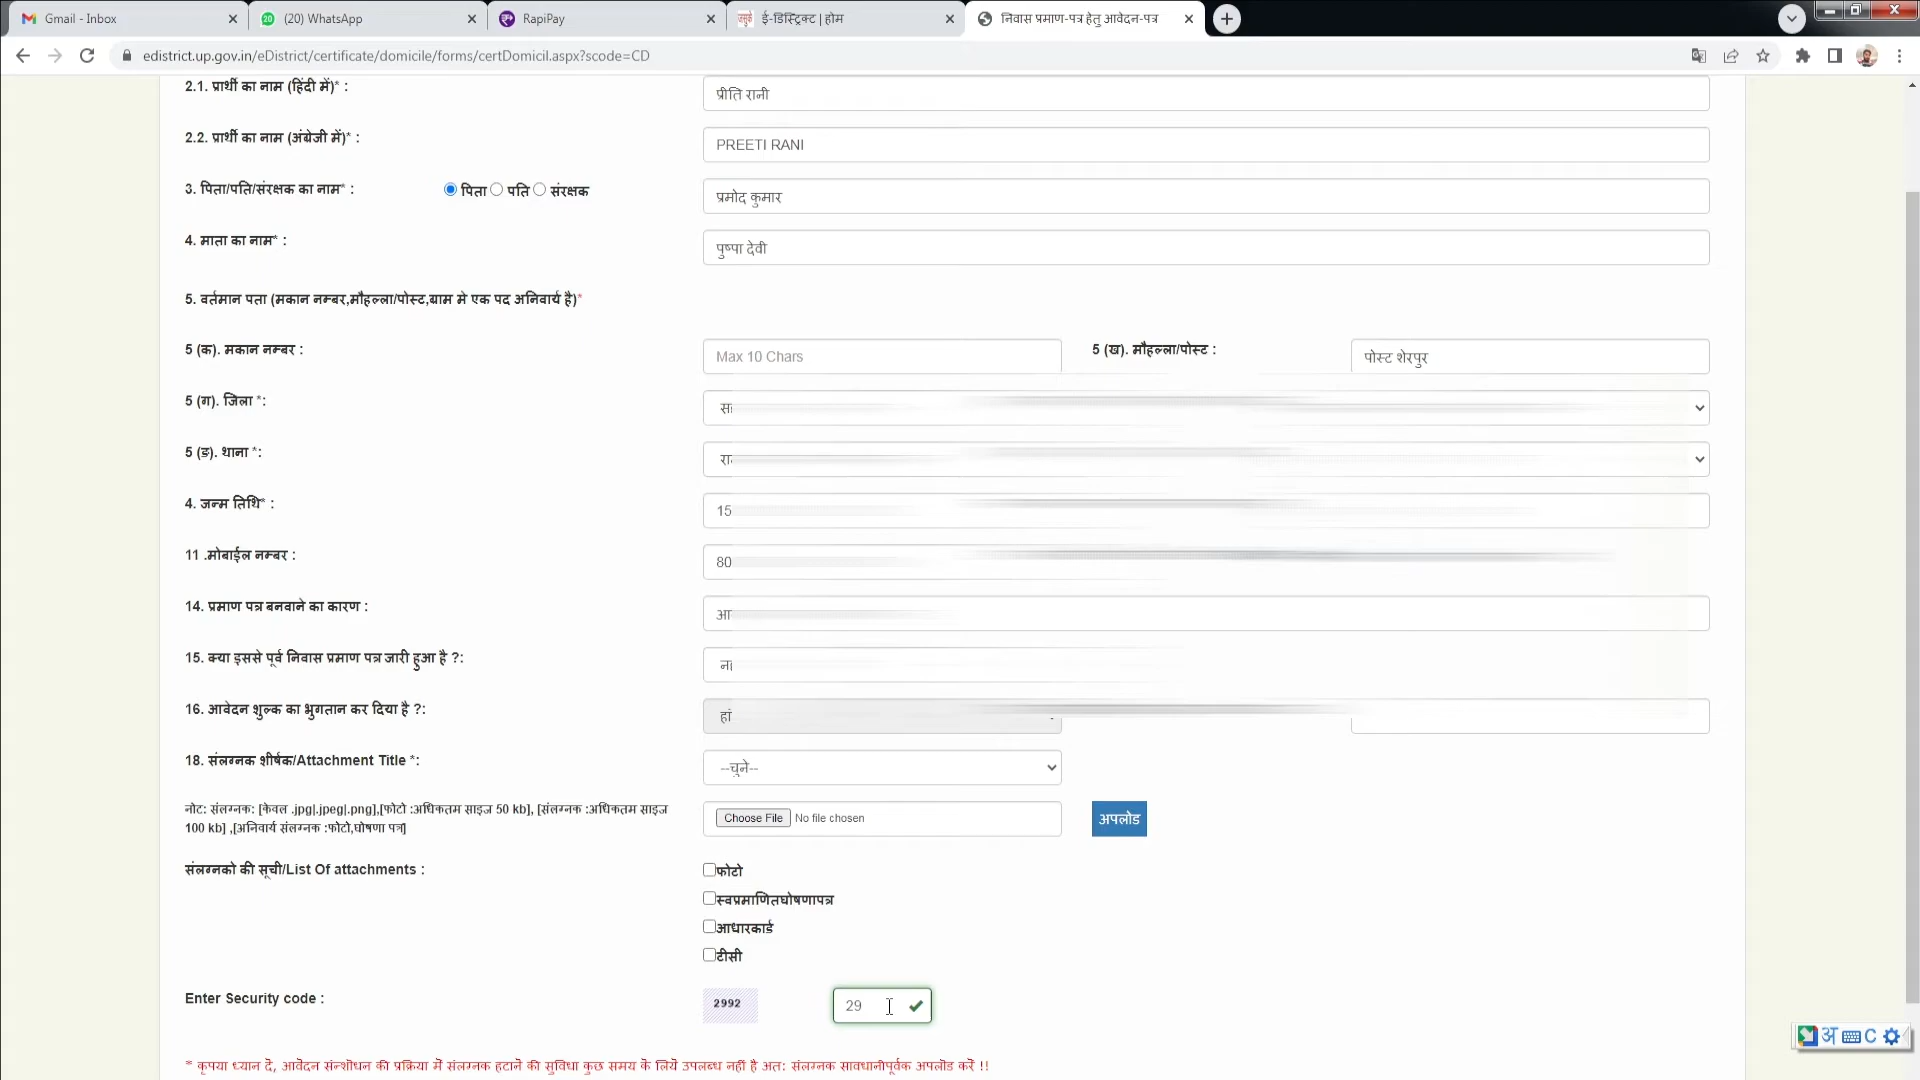 Gmail - Inbox
(20) WhatsApp
RapiPay
ई-डिस्ट्रिक्ट | होम
निवास प्रमाण-पत्र हेतु आवेदन-पत्र
edistrict.up.gov.in/eDistrict/certificate/domicile/forms/certDomicil.aspx?scode=CD
2.1. प्रार्थी का नाम (हिंदी में)* : प्रीति रानी
2.2. प्रार्थी का नाम (अंग्रेजी में)* : PREETI RANI
3. पिता/पति/संरक्षक का नाम* : पिता पति संरक्षक प्रमोद कुमार
4. माता का नाम* : पुष्पा देवी
5. वर्तमान पता (मकान नम्बर,मौहल्ला/पोस्ट,ग्राम मे एक पद अनिवार्य है)*
5 (क). मकान नम्बर : Max 10 Chars 5 (ख). मौहल्ला/पोस्ट : पोस्ट शेरपुर
5 (ग). जिला *:
5 (ङ). थाना *:
4. जन्म तिथि* : 15
11 .मोबाईल नम्बर : 80
14. प्रमाण पत्र बनवाने का कारण : आ
15. क्या इससे पूर्व निवास प्रमाण पत्र जारी हुआ है ?:
16. आवेदन शुल्क का भुगतान कर दिया है ?: हाँ
18. संलग्नक शीर्षक/Attachment Title *: --चुने--
नोट: संलग्नक: [केवल .jpg|.jpeg|.png],[फोटो :अधिकतम साइज 50 kb], [संलग्नक :अधिकतम साइज
100 kb] ,[अनिवार्य संलग्नक :फोटो,घोषणा पत्र]
Choose File No file chosen अपलोड
संलग्नको की सूची/List Of attachments : फोटो
स्वप्रमाणितघोषणापत्र
आधारकार्ड
टीसी
Enter Security code : 2992 29
* कृपया ध्यान दे, आवेदन संन्शोधन की प्रक्रिया में संलग्नक हटाने की सुविधा कुछ समय के लिये उपलब्ध नहीं है अत: संलग्नक सावधानीपूर्वक अपलोड करें !!